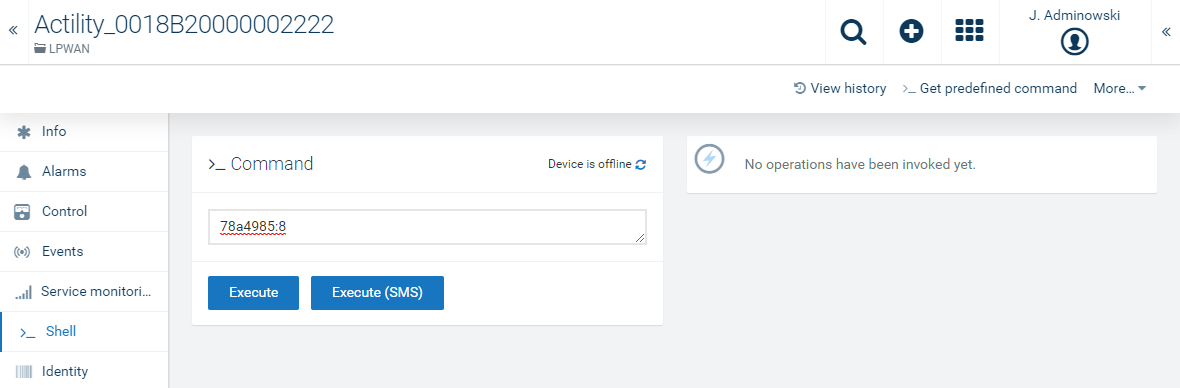 Actility_0018B20000002222
LPWAN
J. Adminowski
View history
Get predefined command
More...
Info
Alarms
Control
Events
Service monitori...
Shell
Identity
>_ Command
Device is offline
78a4985:8
Execute
Execute (SMS)
No operations have been invoked yet.